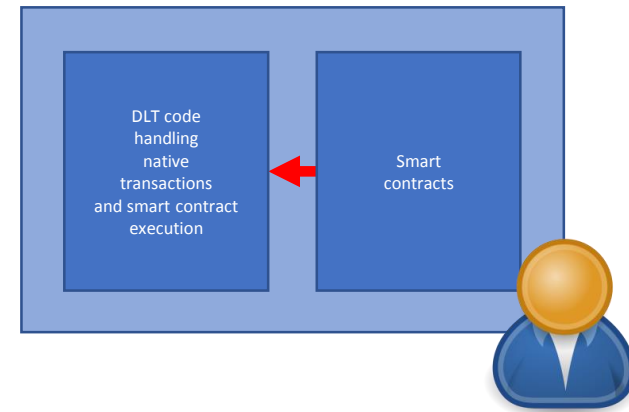 DLT code
handling
native
transactions
and smart contract
execution
Smart
contracts